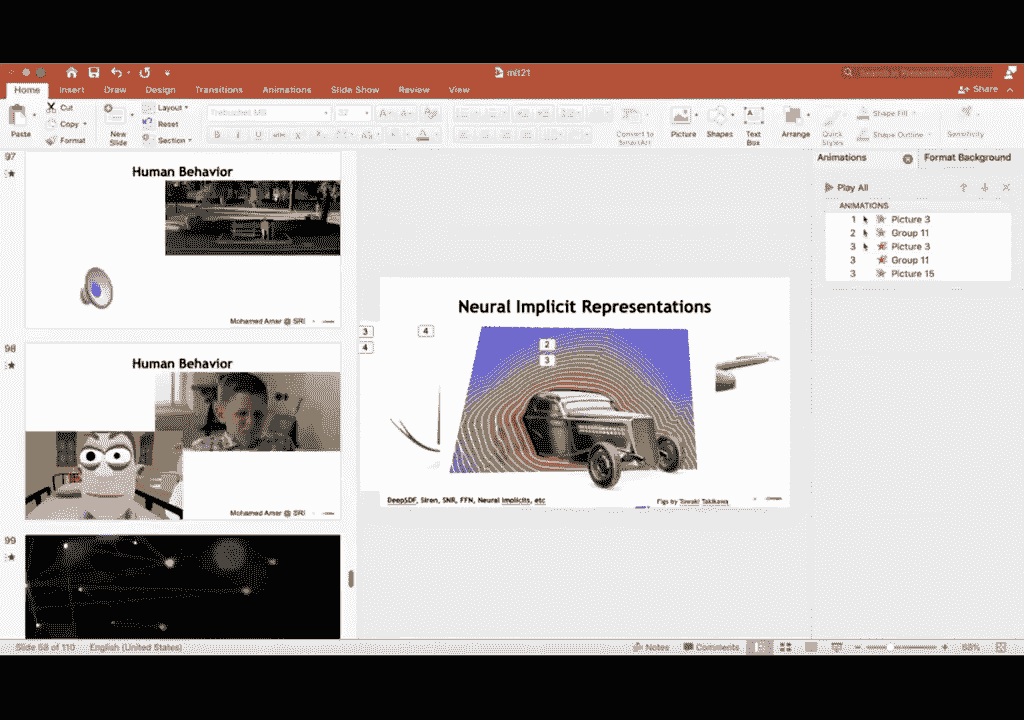 mit21
Home Insert Draw Design Transitions Animations Slide Show Review View
Share
Cut
Copy
Format
Paste
New Slide
Layout
Reset
Section
Convert to SmartArt
Picture
Shapes
Text Box
Arrange
Quick Styles
Shape Fill
Shape Outline
Sensitivity
97
Human Behavior
Mohamed Amer @ SRI
98
Human Behavior
Mohamed Amer @ SRI
99
3
4
4
2
3
Neural Implicit Representations
DeepSDF, Siren, SNR, FFN, Neural Implicits, etc
Figs by Towaki Takikawa
Animations
Format Background
Play All
ANIMATIONS
1 Picture 3
2 Group 11
3 Picture 3
3 Group 11
3 Picture 15
Slide 58 of 110 English (United States)
Notes Comments
68%